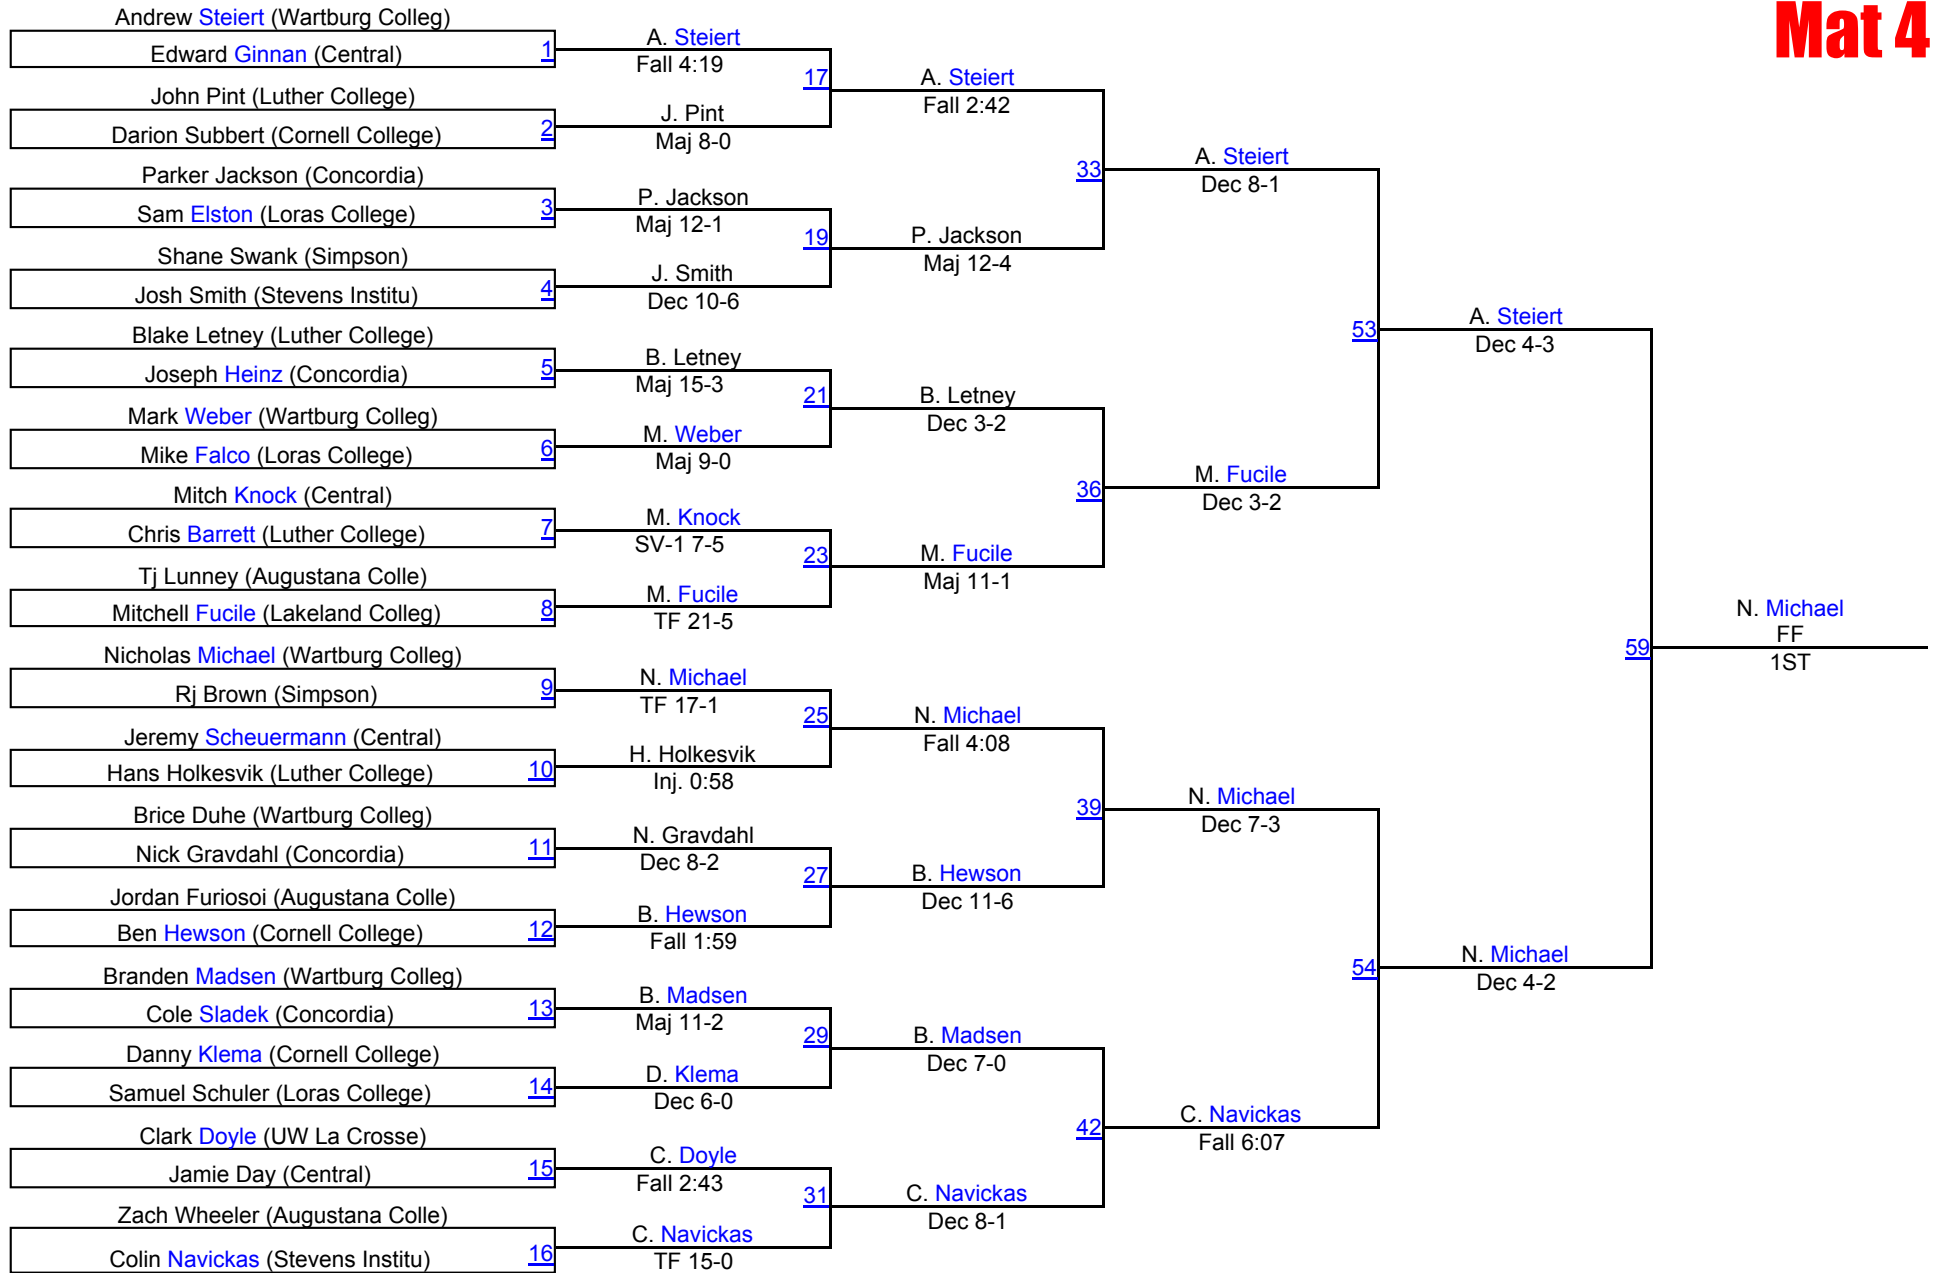 Mat 4
Andrew Steiert (Wartburg Colleg)
Edward Ginnan (Central)
1
John Pint (Luther College)
Darion Subbert (Cornell College)
2
Parker Jackson (Concordia)
Sam Elston (Loras College)
3
Shane Swank (Simpson)
Josh Smith (Stevens Institu)
4
Blake Letney (Luther College)
Joseph Heinz (Concordia)
5
Mark Weber (Wartburg Colleg)
Mike Falco (Loras College)
6
Mitch Knock (Central)
Chris Barrett (Luther College)
7
Tj Lunney (Augustana Colle)
Mitchell Fucile (Lakeland Colleg)
8
Nicholas Michael (Wartburg Colleg)
Rj Brown (Simpson)
9
Jeremy Scheuermann (Central)
Hans Holkesvik (Luther College)
10
Brice Duhe (Wartburg Colleg)
Nick Gravdahl (Concordia)
11
Jordan Furiosoi (Augustana Colle)
Ben Hewson (Cornell College)
12
Branden Madsen (Wartburg Colleg)
Cole Sladek (Concordia)
13
Danny Klema (Cornell College)
Samuel Schuler (Loras College)
14
Clark Doyle (UW La Crosse)
Jamie Day (Central)
15
Zach Wheeler (Augustana Colle)
Colin Navickas (Stevens Institu)
16
A. Steiert
Fall 4:19
17
J. Pint
Maj 8-0
P. Jackson
Maj 12-1
19
J. Smith
Dec 10-6
B. Letney
Maj 15-3
21
M. Weber
Maj 9-0
M. Knock
SV-1 7-5
23
M. Fucile
TF 21-5
N. Michael
TF 17-1
25
H. Holkesvik
Inj. 0:58
N. Gravdahl
Dec 8-2
27
B. Hewson
Fall 1:59
B. Madsen
Maj 11-2
29
D. Klema
Dec 6-0
C. Doyle
Fall 2:43
31
C. Navickas
TF 15-0
A. Steiert
Fall 2:42
33
P. Jackson
Maj 12-4
B. Letney
Dec 3-2
36
M. Fucile
Maj 11-1
N. Michael
Fall 4:08
39
B. Hewson
Dec 11-6
B. Madsen
Dec 7-0
42
C. Navickas
Dec 8-1
A. Steiert
Dec 8-1
53
M. Fucile
Dec 3-2
N. Michael
Dec 7-3
54
C. Navickas
Fall 6:07
A. Steiert
Dec 4-3
59
N. Michael
Dec 4-2
N. Michael
FF
1ST